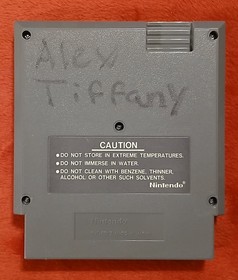 Alex
Tiffany
CAUTION
● DO NOT STORE IN EXTREME TEMPERATURES.
● DO NOT IMMERSE IN WATER.
● DO NOT CLEAN WITH BENZENE, THINNER,
ALCOHOL OR OTHER SUCH SOLVENTS.
Nintendo